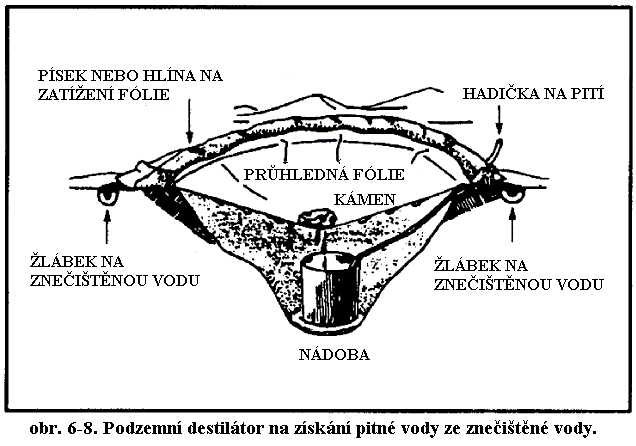 PÍSEK NEBO HLÍNA NA
ZATÍŽENÍ FÓLIE
HADIČKA NA PITÍ
PRŮHLEDNÁ FÓLIE
KÁMEN
ŽLÁBEK NA
ZNEČIŠTĚNOU VODU
ŽLÁBEK NA
ZNEČIŠTĚNOU VODU
NÁDOBA
obr. 6-8. Podzemní destilátor na získání pitné vody ze znečištěné vody.